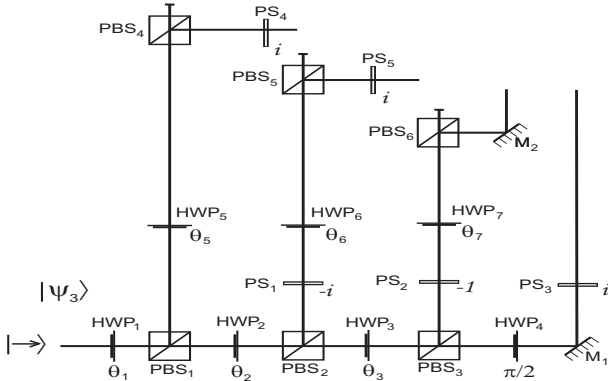 PS4
PBS4
i
PS5
PBS5
i
PBS6
M2
HWP5
θ5
HWP6
θ6
HWP7
θ7
PS1
-i
PS2
-1
PS3
i
|Ψ3⟩
HWP1
HWP2
HWP3
HWP4
|→⟩
PBS1
PBS2
PBS3
M1
θ1
θ2
θ3
π/2